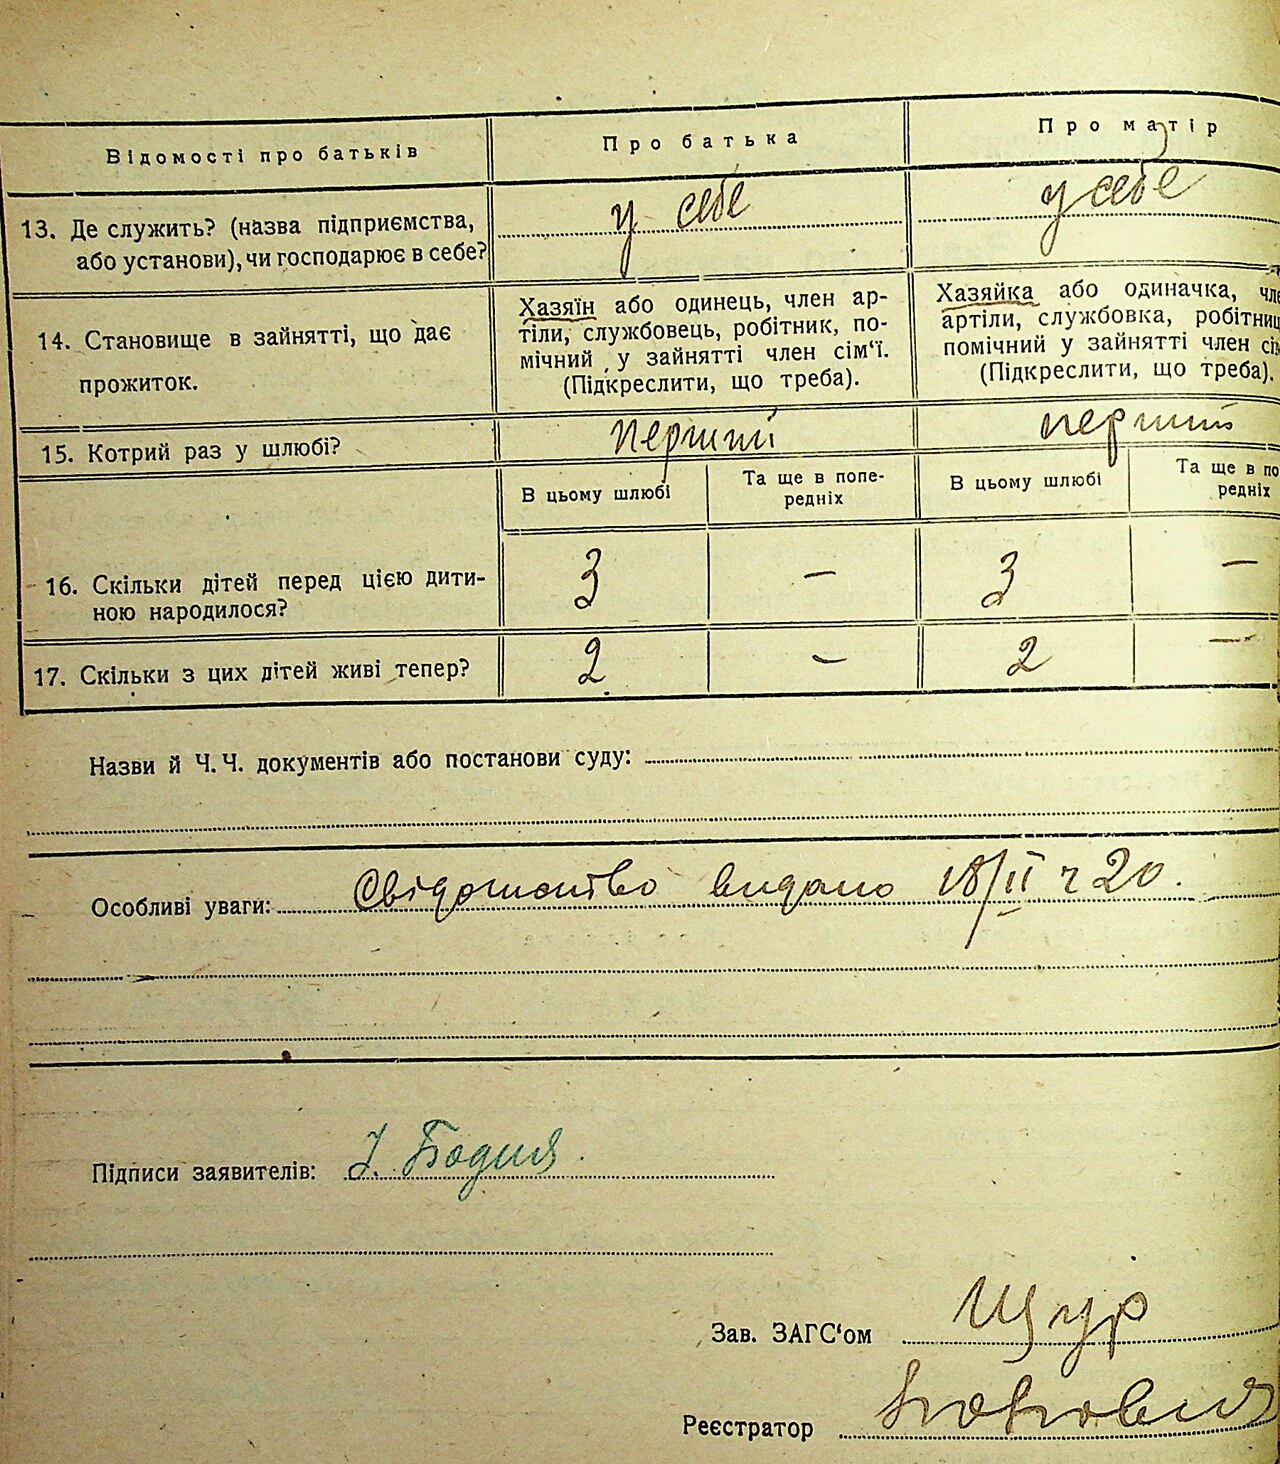 Відомості про батьків
Про батька
Про матір
13. Де служить? (назва підприємства,
або установи), чи господарює в себе?
у себе
у себе
14. Становище в зайнятті, що дає
прожиток.
Хазяїн або одинець, член ар-
тіли, службовець, робітник, по-
мічний у зайнятті член сім'ї.
(Підкреслити, що треба).
Хазяйка або одиначка, чле
артіли, службовка, робітниц
помічний у зайнятті член сім
(Підкреслити, що треба).
15. Котрий раз у шлюбі?
перший
перший
В цьому шлюбі
Та ще в попе-
редніх
В цьому шлюбі
Та ще в по
редніх
16. Скільки дітей перед цією дити-
ною народилося?
3
—
3
—
17. Скільки з цих дітей живі тепер?
2
—
2
—
Назви й Ч. Ч. документів або постанови суду:
Особливі уваги: Свідоцтво видано 18/II ч 20.
Підписи заявителів: І. Бодня.
Зав. ЗАГС'ом Щур
Реєстратор